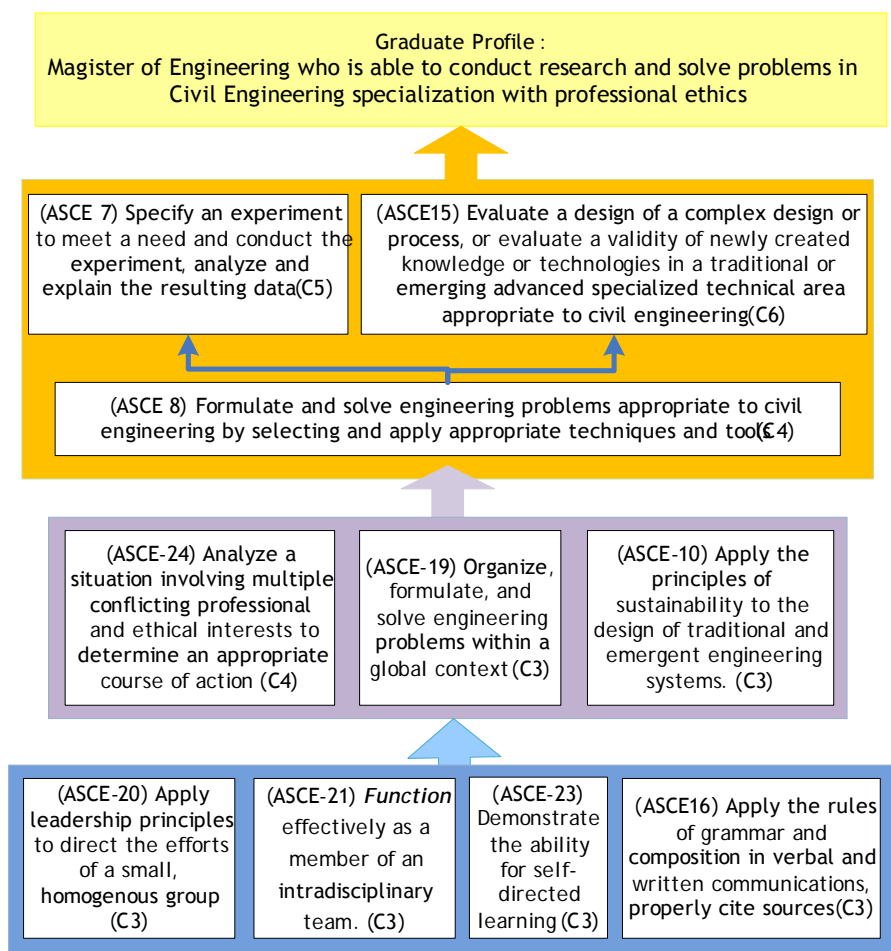 Graduate Profile :
Magister of Engineering who is able to conduct research and solve problems in
Civil Engineering specialization with professional ethics
(ASCE 7) Specify an experiment
to meet a need and conduct the
experiment, analyze and
explain the resulting data(C5)
(ASCE15) Evaluate a design of a complex design or
process, or evaluate a validity of newly created
knowledge or technologies in a traditional or
emerging advanced specialized technical area
appropriate to civil engineering(C6)
(ASCE 8) Formulate and solve engineering problems appropriate to civil
engineering by selecting and apply appropriate techniques and tools(C4)
(ASCE-24) Analyze a
situation involving multiple
conflicting professional
and ethical interests to
determine an appropriate
course of action (C4)
(ASCE-19) Organize,
formulate, and
solve engineering
problems within a
global context (C3)
(ASCE-10) Apply the
principles of
sustainability to the
design of traditional and
emergent engineering
systems. (C3)
(ASCE-20) Apply
leadership principles
to direct the efforts
of a small,
homogenous group
(C3)
(ASCE-21) Function
effectively as a
member of an
intradisciplinary
team. (C3)
(ASCE-23)
Demonstrate
the ability
for self-
directed
learning (C3)
(ASCE16) Apply the rules
of grammar and
composition in verbal and
written communications,
properly cite sources(C3)